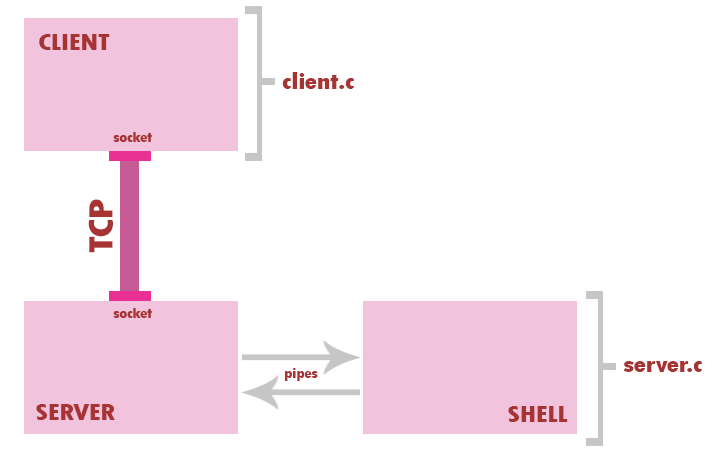 CLIENT
client.c
socket
TCP
socket
pipes
server.c
SERVER
SHELL